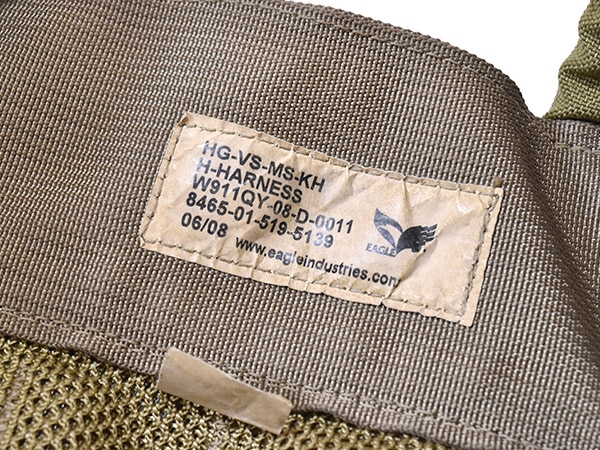 HG-VS-MS-KH
H-HARNESS
W911QY-08-D-0011
8465-01-519-5139
06/08 www.eagleindustries.com
EAGLE